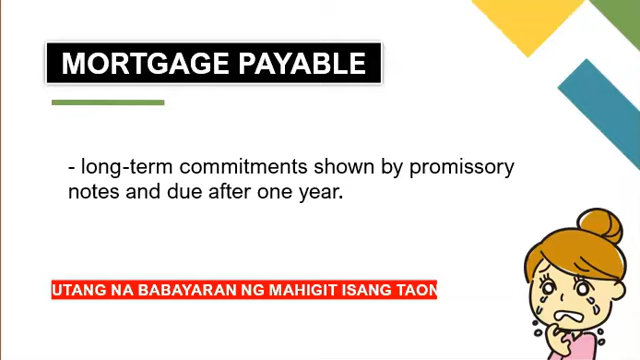 MORTGAGE PAYABLE
- long-term commitments shown by promissory
notes and due after one year.
UTANG NA BABAYARAN NG MAHIGIT ISANG TAON